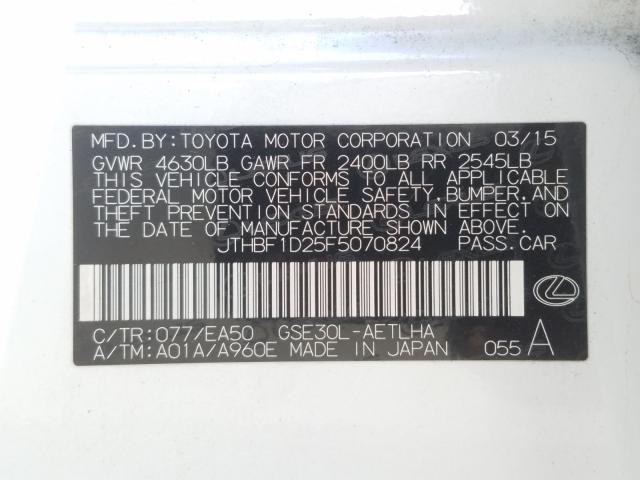 MFD.BY:TOYOTA MOTOR CORPORATION 03/15
GVWR 4630LB GAWR FR 2400LB RR 2545LB
THIS VEHICLE CONFORMS TO ALL APPLICABLE
FEDERAL MOTOR VEHICLE SAFETY,BUMPER,AND
THEFT PREVENTION STANDARDS IN EFFECT ON
THE DATE OF MANUFACTURE SHOWN ABOVE.
JTHBF1D25F5070824 PASS.CAR
C/TR:077/EA50 GSE30L-AETLHA
A/TM:A01A/A960E MADE IN JAPAN 055 A